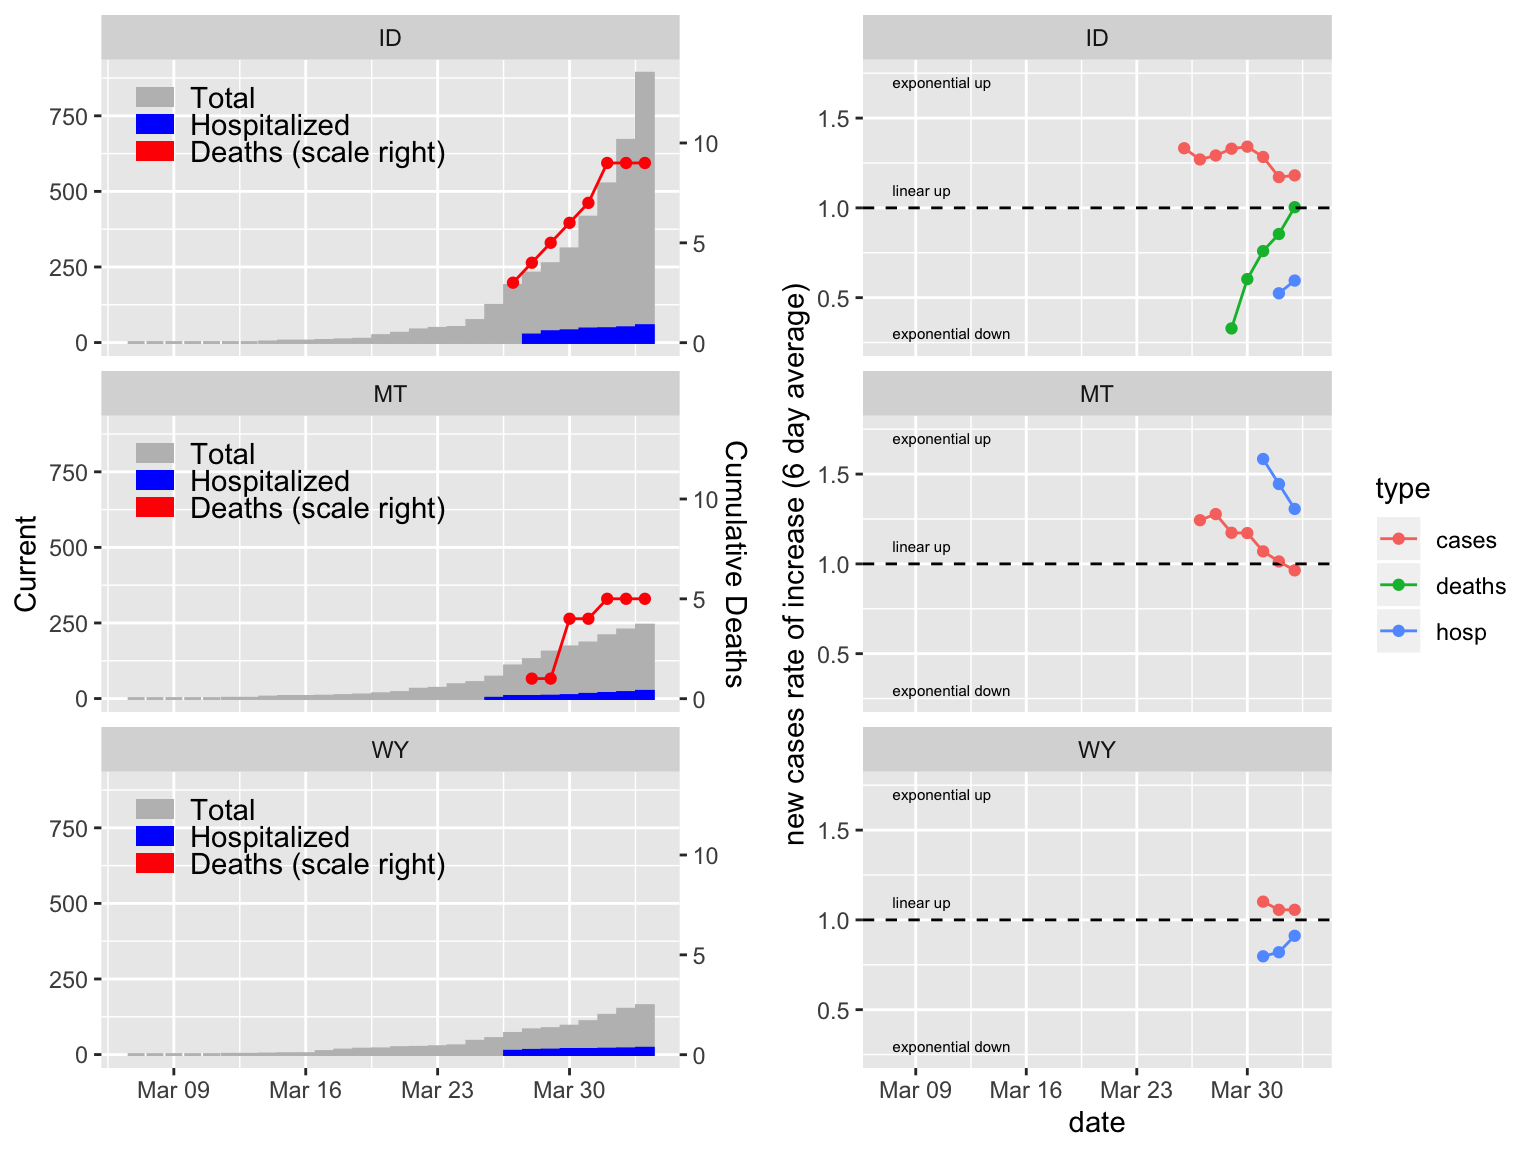 ID
Total
Hospitalized
Deaths (scale right)
750
500
250
0
10
5
0
MT
Total
Hospitalized
Deaths (scale right)
750
500
250
0
10
5
0
WY
Total
Hospitalized
Deaths (scale right)
750
500
250
0
10
5
0
Mar 09
Mar 16
Mar 23
Mar 30
Current
Cumulative Deaths
new cases rate of increase (6 day average)
ID
exponential up
linear up
exponential down
1.5
1.0
0.5
MT
exponential up
linear up
exponential down
1.5
1.0
0.5
WY
exponential up
linear up
exponential down
1.5
1.0
0.5
Mar 09
Mar 16
Mar 23
Mar 30
date
type
cases
deaths
hosp